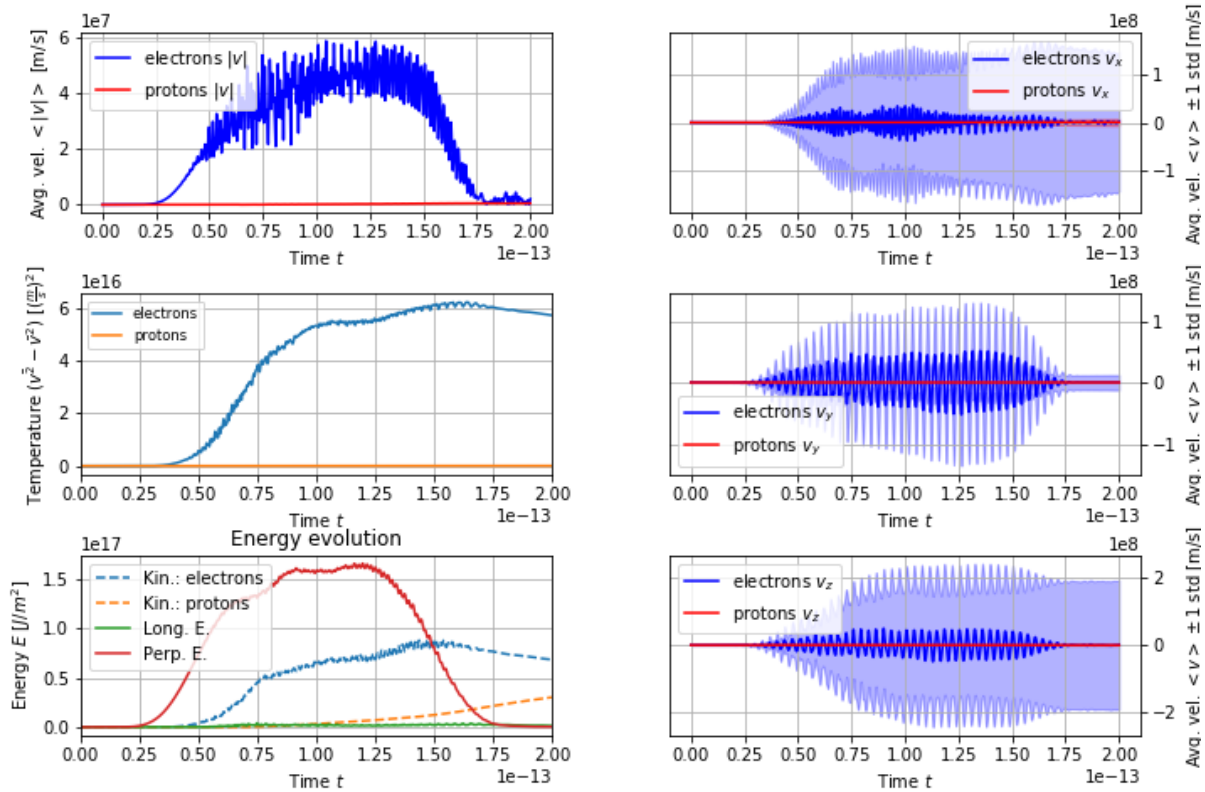 1e7
Avg. vel. < |v| > [m/s]
6
4
2
0
electrons |v|
protons |v|
0.00 0.25 0.50 0.75 1.00 1.25 1.50 1.75 2.00
Time t
1e−13
1e8
1
0
−1
Avg. vel. < v > ±1 std [m/s]
electrons vₓ
protons vₓ
0.00 0.25 0.50 0.75 1.00 1.25 1.50 1.75 2.00
Time t
1e−13
1e16
Temperature (v̄² − v̄²) [(m/s)²]
6
4
2
0
electrons
protons
0.00 0.25 0.50 0.75 1.00 1.25 1.50 1.75 2.00
Time t
1e−13
1e8
1
0
−1
Avg. vel. < v > ±1 std [m/s]
electrons v_y
protons v_y
0.00 0.25 0.50 0.75 1.00 1.25 1.50 1.75 2.00
Time t
1e−13
Energy evolution
1e17
Energy E [J/m²]
1.5
1.0
0.5
0.0
Kin.: electrons
Kin.: protons
Long. E.
Perp. E.
0.00 0.25 0.50 0.75 1.00 1.25 1.50 1.75 2.00
Time t
1e−13
1e8
2
0
−2
Avg. vel. < v > ±1 std [m/s]
electrons v_z
protons v_z
0.00 0.25 0.50 0.75 1.00 1.25 1.50 1.75 2.00
Time t
1e−13